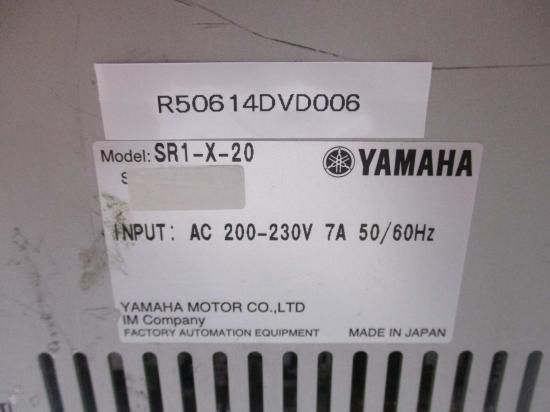 R50614DVD006
Model: SR1-X-20
YAMAHA
S
INPUT: AC 200-230V 7A 50/60Hz
YAMAHA MOTOR CO.,LTD
IM Company
FACTORY AUTOMATION EQUIPMENT MADE IN JAPAN